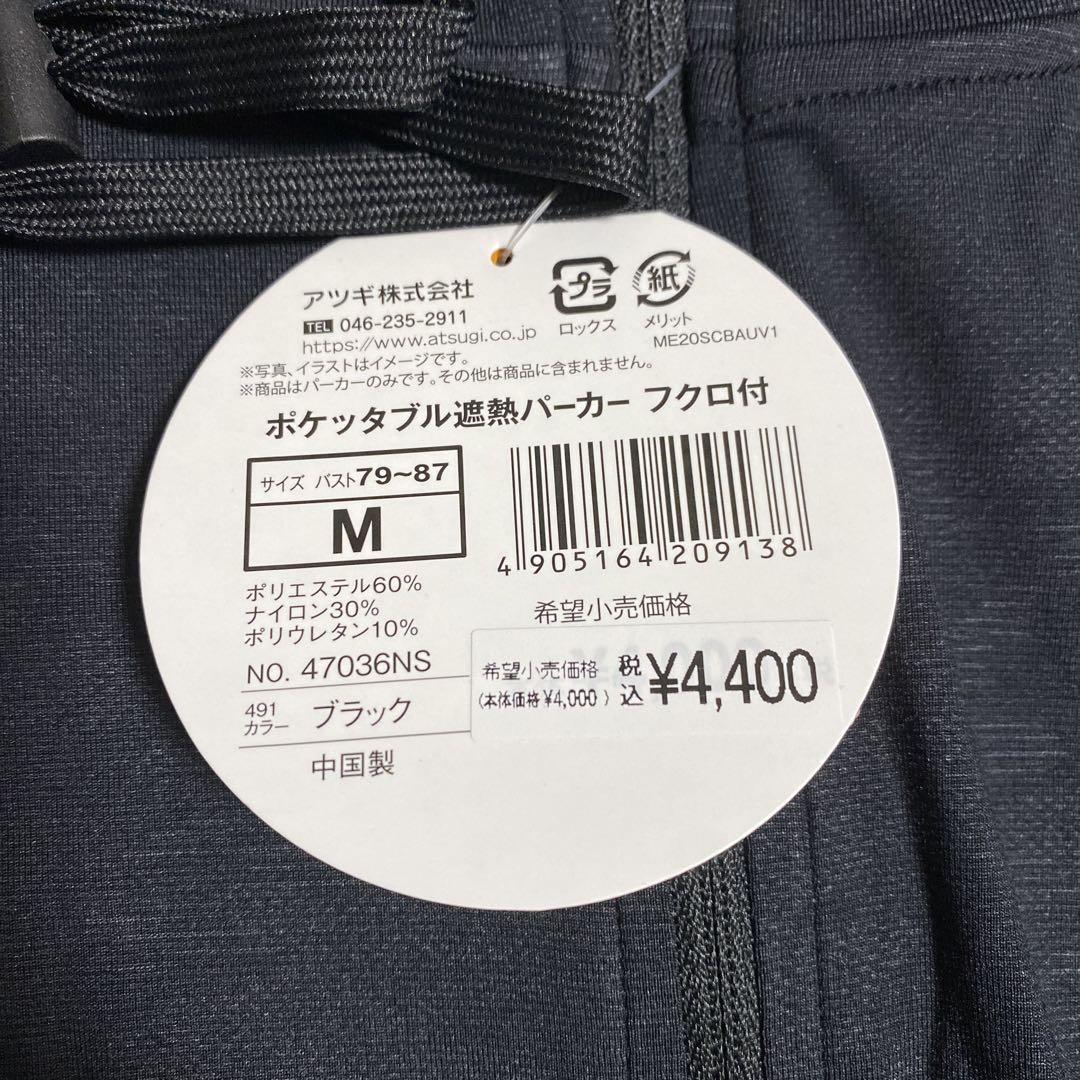 アツギ株式会社
TEL 046-235-2911
https://www.atsugi.co.jp
プラ
ロックス
紙
メリット
ME20SCBAUV1
※写真、イラストはイメージです。
※商品はパーカーのみです。その他は商品に含まれません。
ポケッタブル遮熱パーカー フクロ付
サイズ バスト79~87
M
4 905164 209138
ポリエステル60%
ナイロン30%
ポリウレタン10%
NO. 47036NS
491
カラー ブラック
中国製
希望小売価格
希望小売価格 税込 ¥4,400
(本体価格¥4,000)